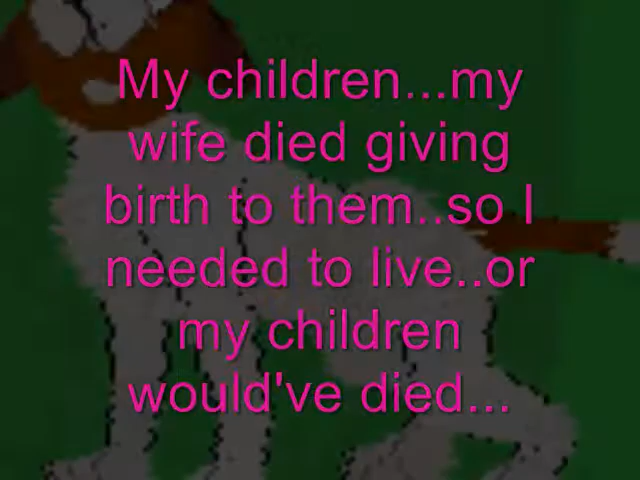 My children...my
wife died giving
birth to them..so I
needed to live..or
my children
would've died...